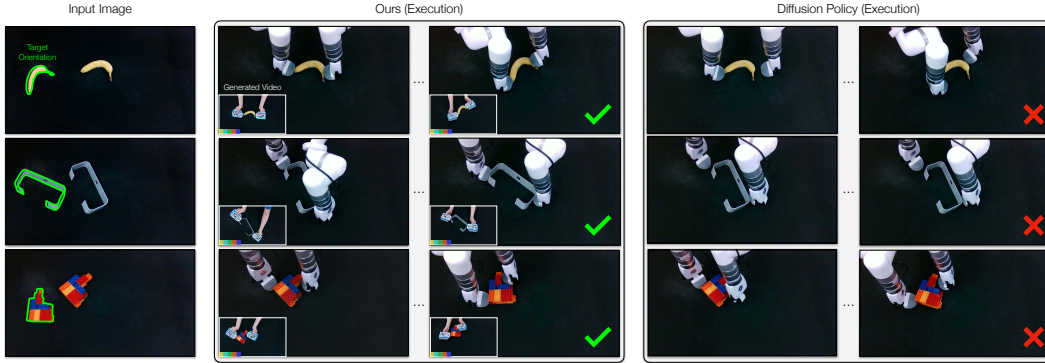 Input Image
Ours (Execution)
Diffusion Policy (Execution)
Target
Orientation
Generated Video
...
...
...
...
...
...